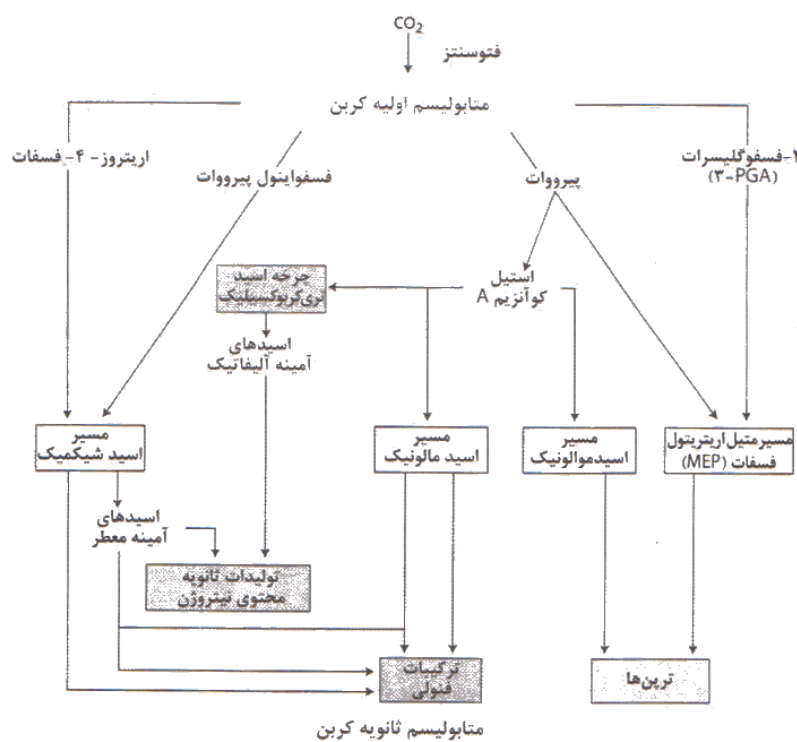 CO2
فتوسنتز
متابولیسم اولیه کربن
اریتروز- ۴- فسفات
فسفواینول پیرووات
پیرووات
۲-فسفوگلیسرات
(۳-PGA)
چرخه اسید
تری‌کربوکسیلیک
استیل
کوآنزیم A
اسیدهای
آمینه آلیفاتیک
مسیر
اسید شیکمیک
مسیر
اسید مالونیک
مسیر
اسیدموالونیک
مسیرمتیل اریتریتول
فسفات (MEP)
اسیدهای
آمینه معطر
تولیدات ثانویه
محتوی نیتروژن
ترکیبات
فنولی
ترپن‌ها
متابولیسم ثانویه کربن